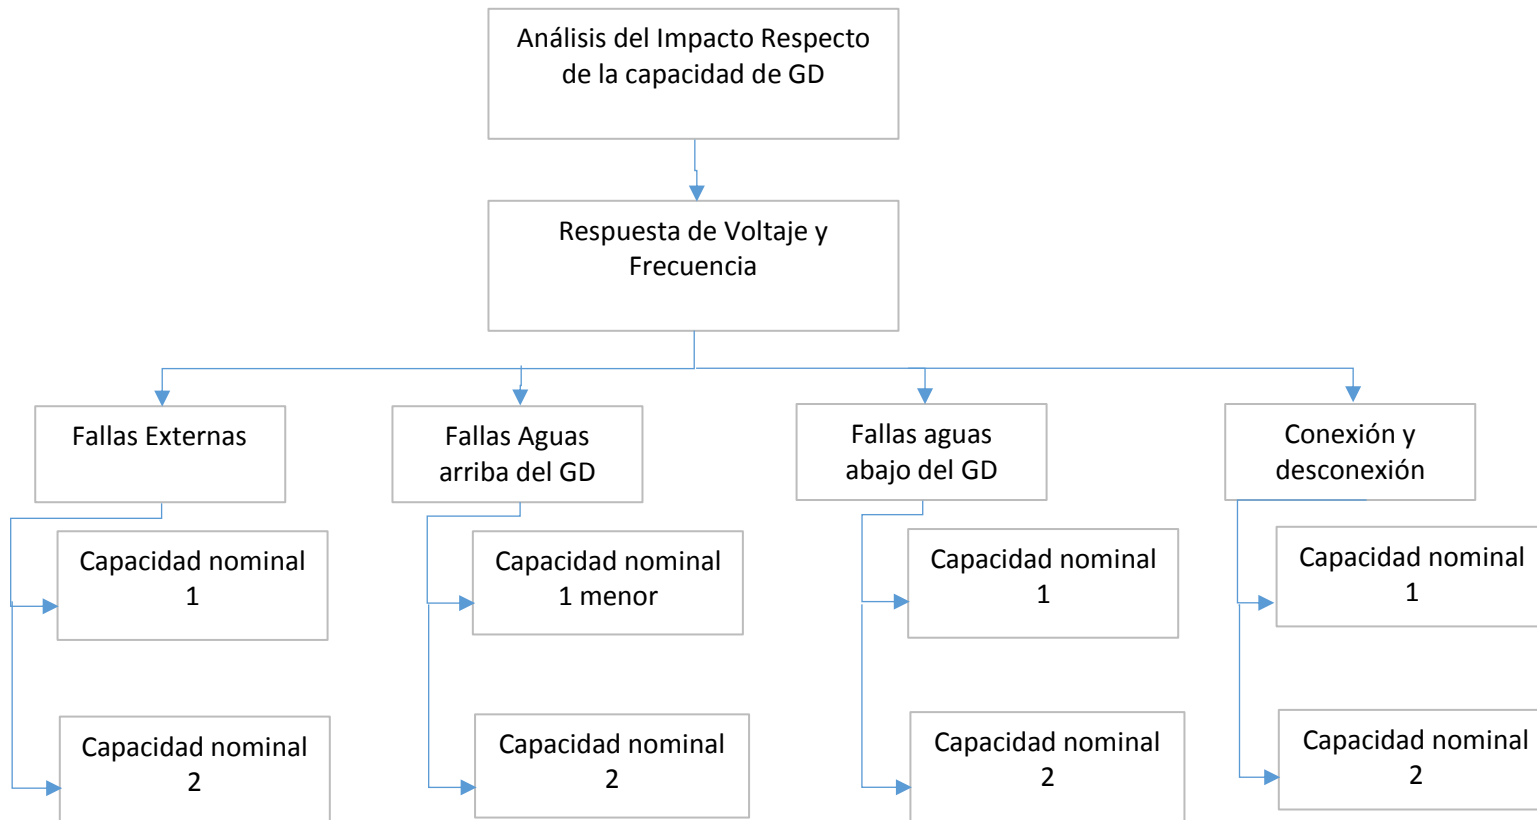 Análisis del Impacto Respecto
de la capacidad de GD
Respuesta de Voltaje y
Frecuencia
Fallas Externas
Fallas Aguas
arriba del GD
Fallas aguas
abajo del GD
Conexión y
desconexión
Capacidad nominal
1
Capacidad nominal
1 menor
Capacidad nominal
1
Capacidad nominal
1
Capacidad nominal
2
Capacidad nominal
2
Capacidad nominal
2
Capacidad nominal
2